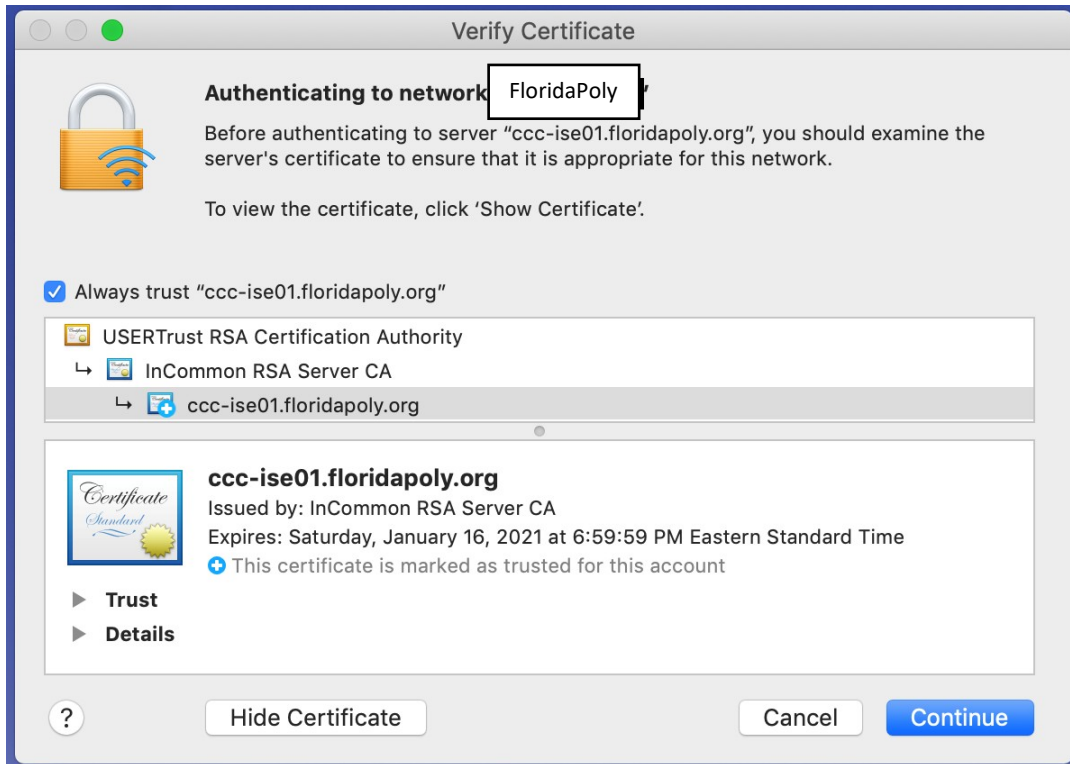 Verify Certificate
Authenticating to network FloridaPoly"
Before authenticating to server “ccc-ise01.floridapoly.org”, you should examine the
server's certificate to ensure that it is appropriate for this network.
To view the certificate, click ‘Show Certificate’.
Always trust “ccc-ise01.floridapoly.org”
USERTrust RSA Certification Authority
InCommon RSA Server CA
ccc-ise01.floridapoly.org
Certificate
Standard
ccc-ise01.floridapoly.org
Issued by: InCommon RSA Server CA
Expires: Saturday, January 16, 2021 at 6:59:59 PM Eastern Standard Time
This certificate is marked as trusted for this account
Trust
Details
?
Hide Certificate
Cancel
Continue